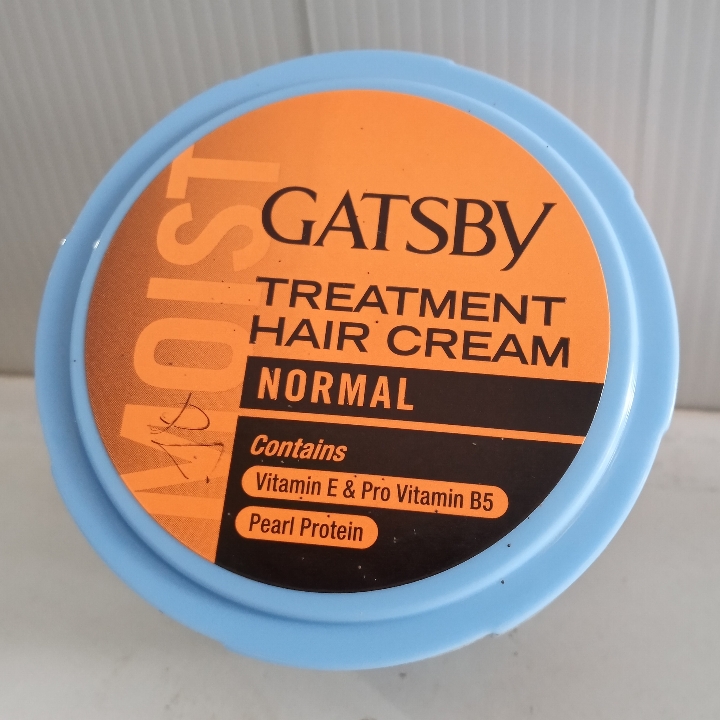 MOIST
GATSBY
TREATMENT
HAIR CREAM
NORMAL
Contains
Vitamin E & Pro Vitamin B5
Pearl Protein